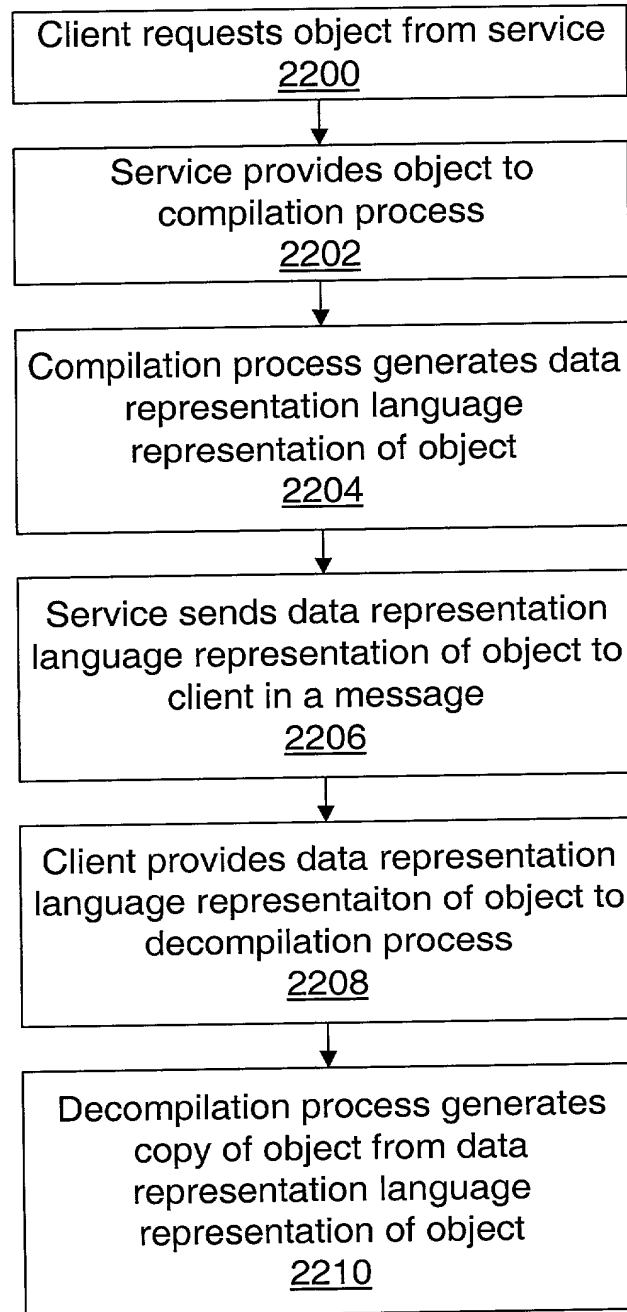 Client requests object from service
2200
Service provides object to
compilation process
2202
Compilation process generates data
representation language
representation of object
2204
Service sends data representation
language representation of object to
client in a message
2206
Client provides data representation
language representaiton of object to
decompilation process
2208
Decompilation process generates
copy of object from data
representation language
representation of object
2210